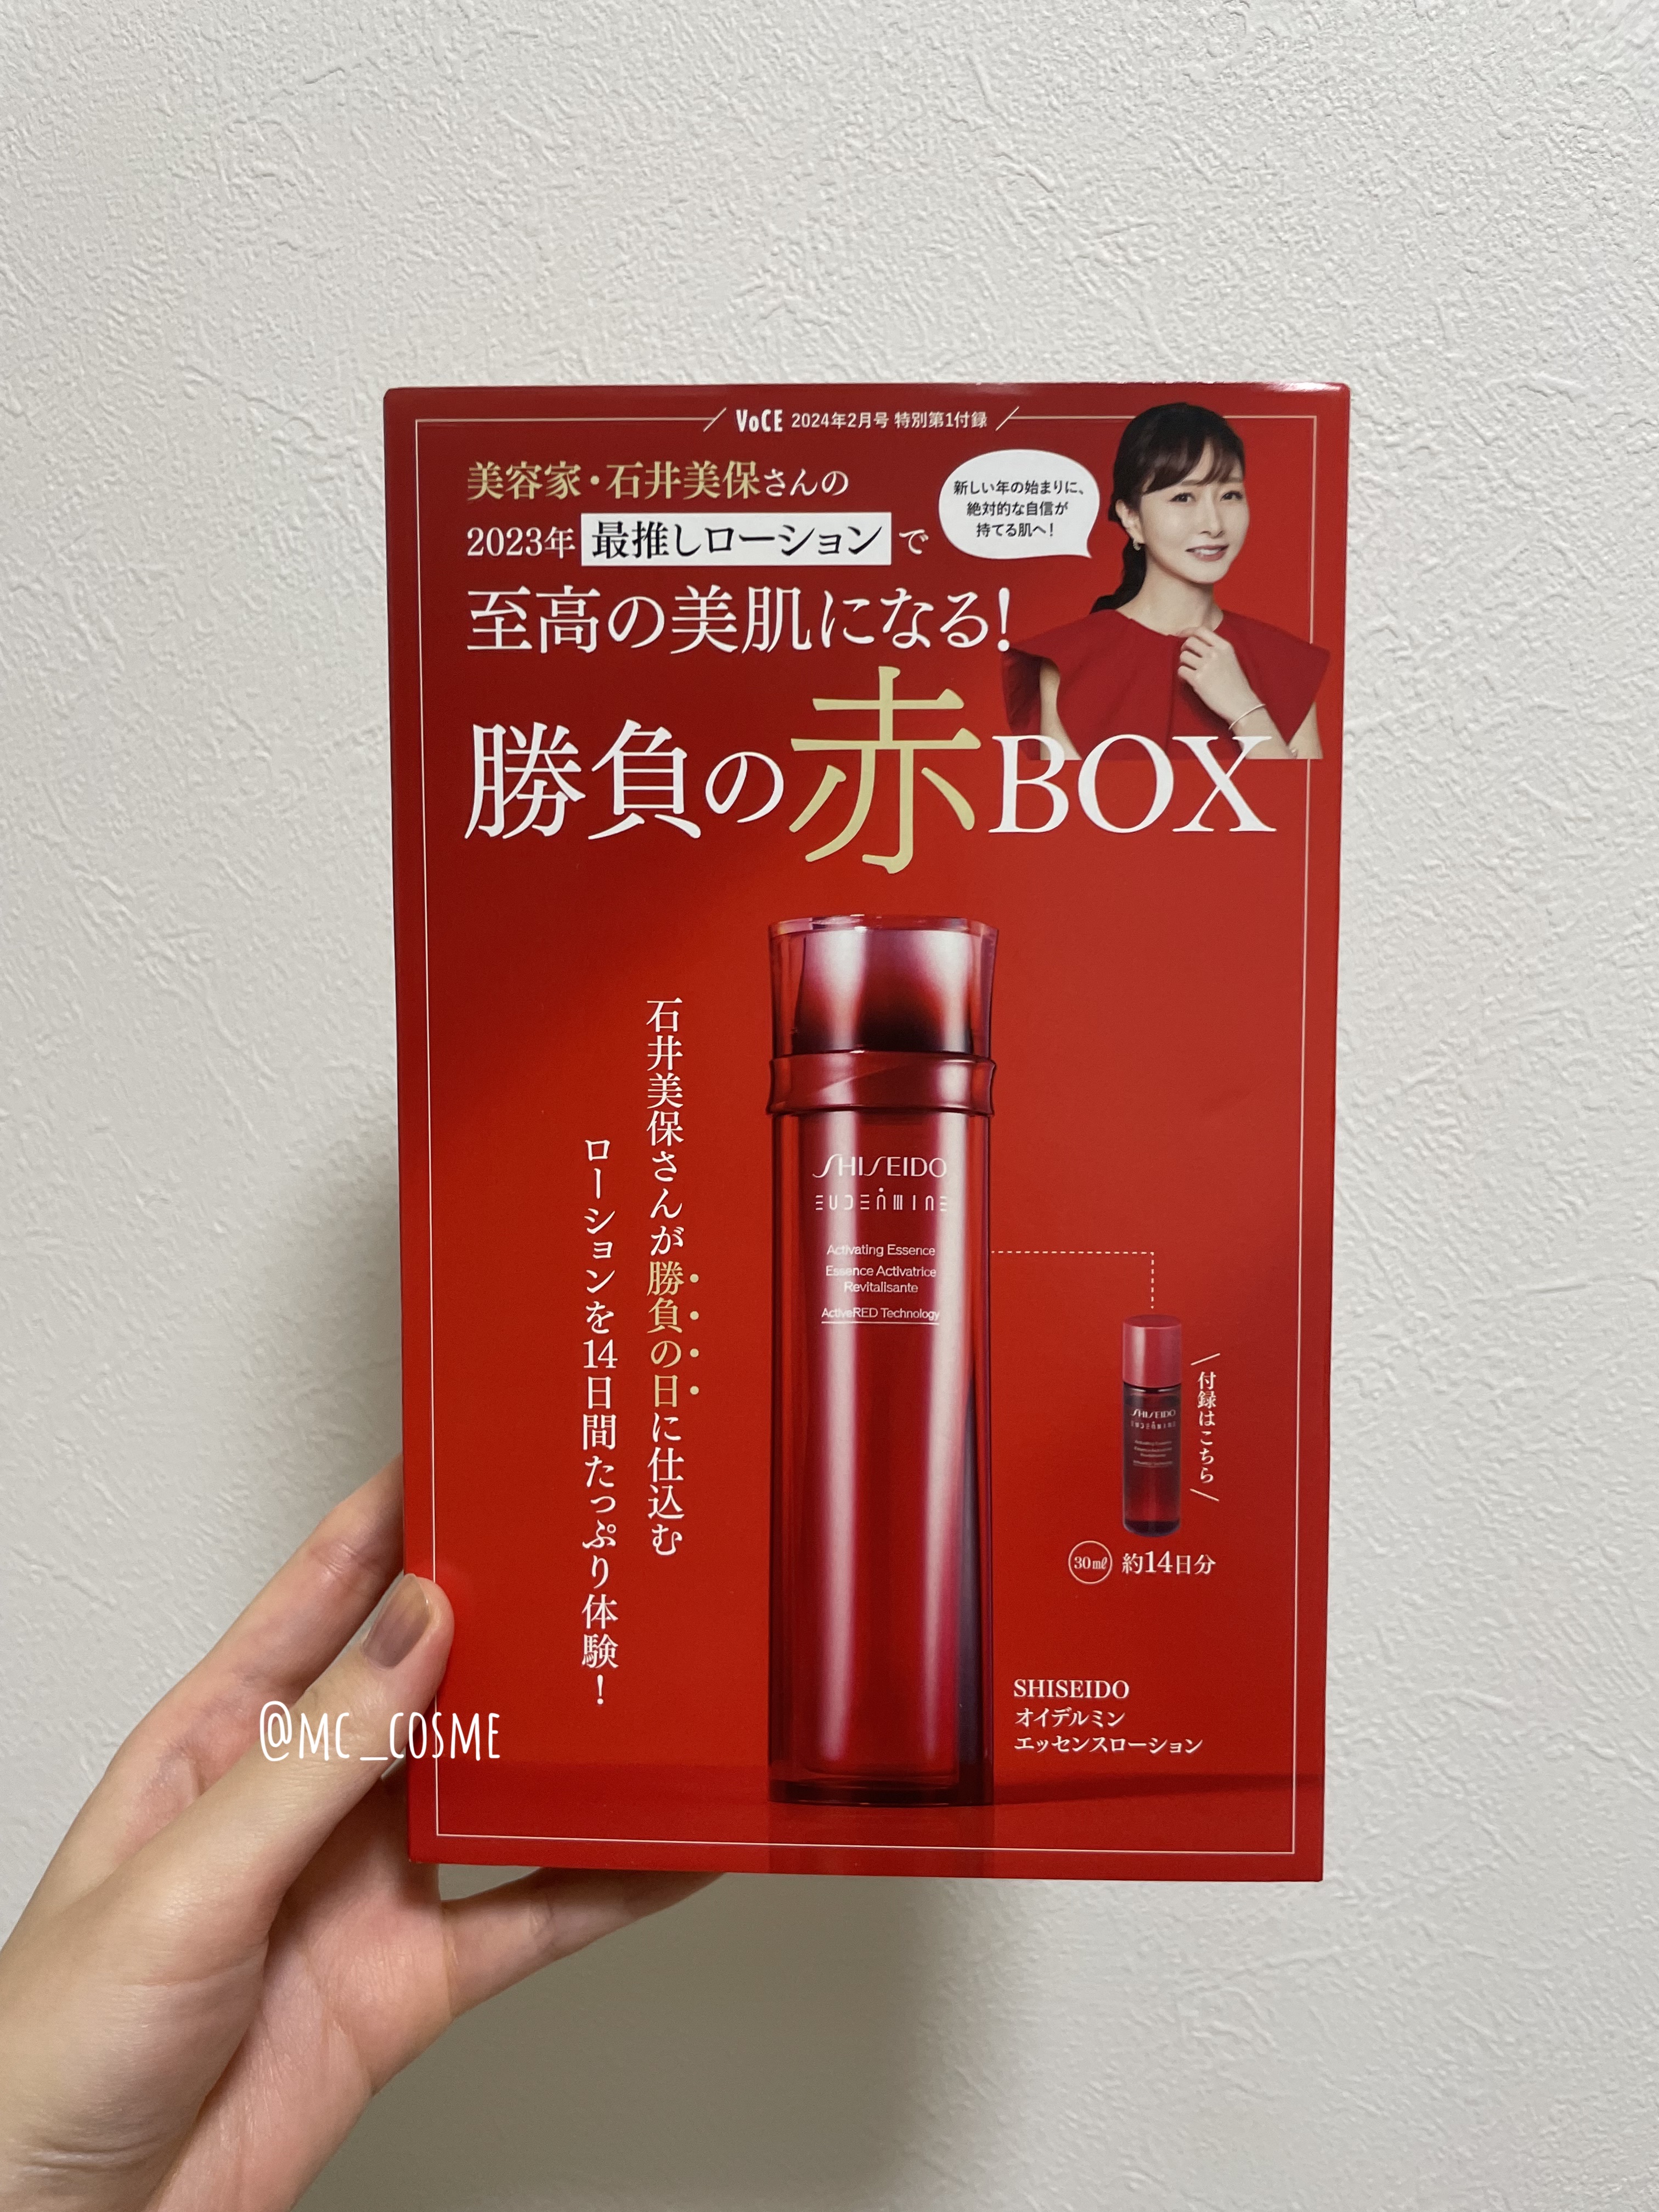 VoCE 2024年2月号 特別第1付録
美容家・石井美保さんの
2023年 最推しローションで
至高の美肌になる!
勝負の赤BOX
新しい年の始まりに、
絶対的な自信が
持てる肌へ!
石井美保さんが勝負の日に仕込む
ローションを14日間たっぷり体験!
SHISEIDO
EUDERMINE
Activating Essence
Essence Activatrice
Revitalisante
ActiveRED Technology
付録はこちら
SHISEIDO
30㎖ 約14日分
SHISEIDO
オイデルミン
エッセンスローション
@MC_COSME